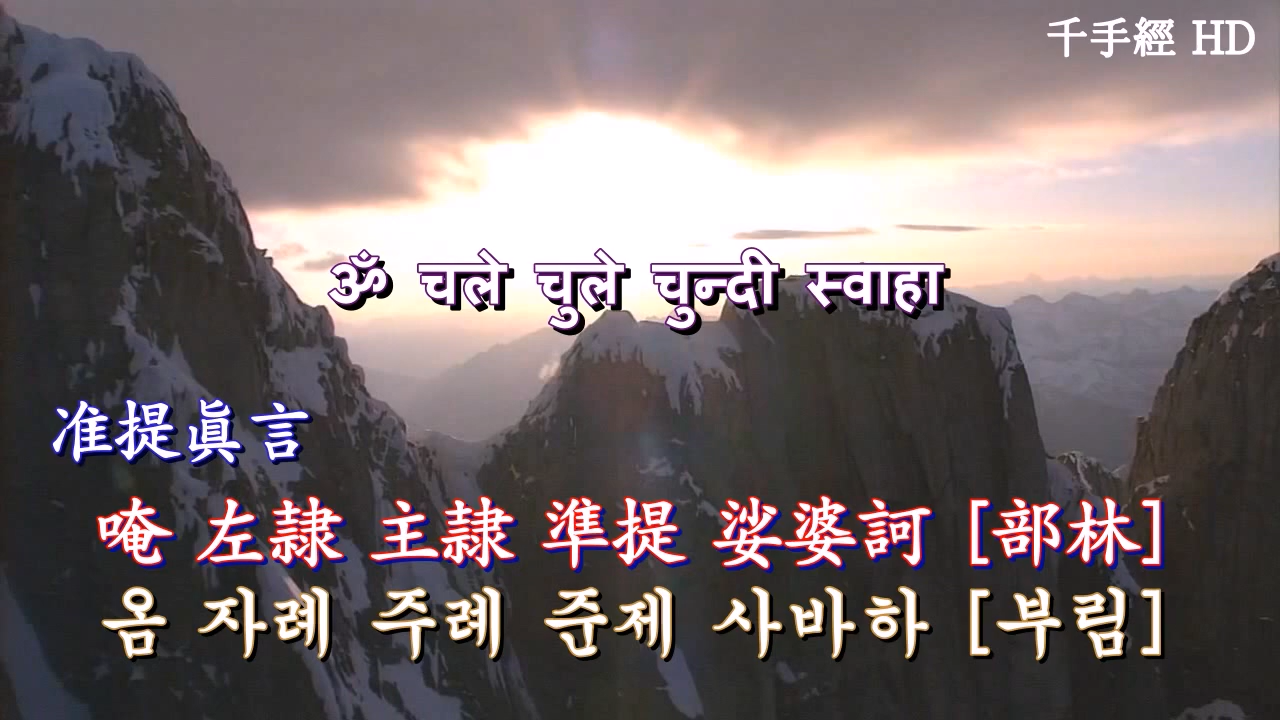 千手經 HD
ॐ चले चुले चुन्दी स्वाहा
准提眞言
唵 左隷 主隷 準提 娑婆訶 [部林]
옴 자례 주례 준제 사바하 [부림]